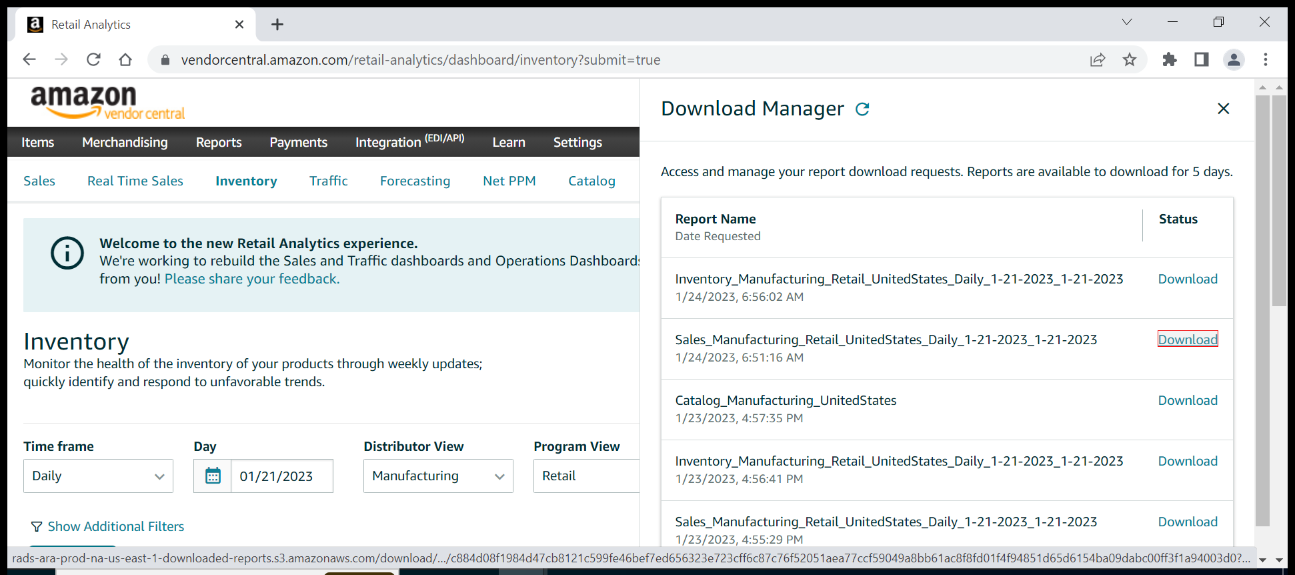 Retail Analytics
vendorcentral.amazon.com/retail-analytics/dashboard/inventory?submit=true
amazon
vendor central
Items Merchandising Reports Payments Integration (EDI/API) Learn Settings
Sales Real Time Sales Inventory Traffic Forecasting Net PPM Catalog
Welcome to the new Retail Analytics experience.
We're working to rebuild the Sales and Traffic dashboards and Operations Dashboards
from you! Please share your feedback.
Inventory
Monitor the health of the inventory of your products through weekly updates;
quickly identify and respond to unfavorable trends.
Time frame Day Distributor View Program View
Daily 01/21/2023 Manufacturing Retail
Show Additional Filters
Download Manager
Access and manage your report download requests. Reports are available to download for 5 days.
Report Name Status
Date Requested
Inventory_Manufacturing_Retail_UnitedStates_Daily_1-21-2023_1-21-2023 Download
1/24/2023, 6:56:02 AM
Sales_Manufacturing_Retail_UnitedStates_Daily_1-21-2023_1-21-2023 Download
1/24/2023, 6:51:16 AM
Catalog_Manufacturing_UnitedStates Download
1/23/2023, 4:57:35 PM
Inventory_Manufacturing_Retail_UnitedStates_Daily_1-21-2023_1-21-2023 Download
1/23/2023, 4:56:41 PM
Sales_Manufacturing_Retail_UnitedStates_Daily_1-21-2023_1-21-2023 Download
1/23/2023, 4:55:29 PM
rads-ara-prod-na-us-east-1-downloaded-reports.s3.amazonaws.com/download/.../c884d08f1984d47cb8121c599fe46bef7ed656323e723cff6c87c76f52051aea77ccf59049a8bb61ac8f8fd01f4f94851d65d6154ba09dabc00ff3f1a94003d0?...